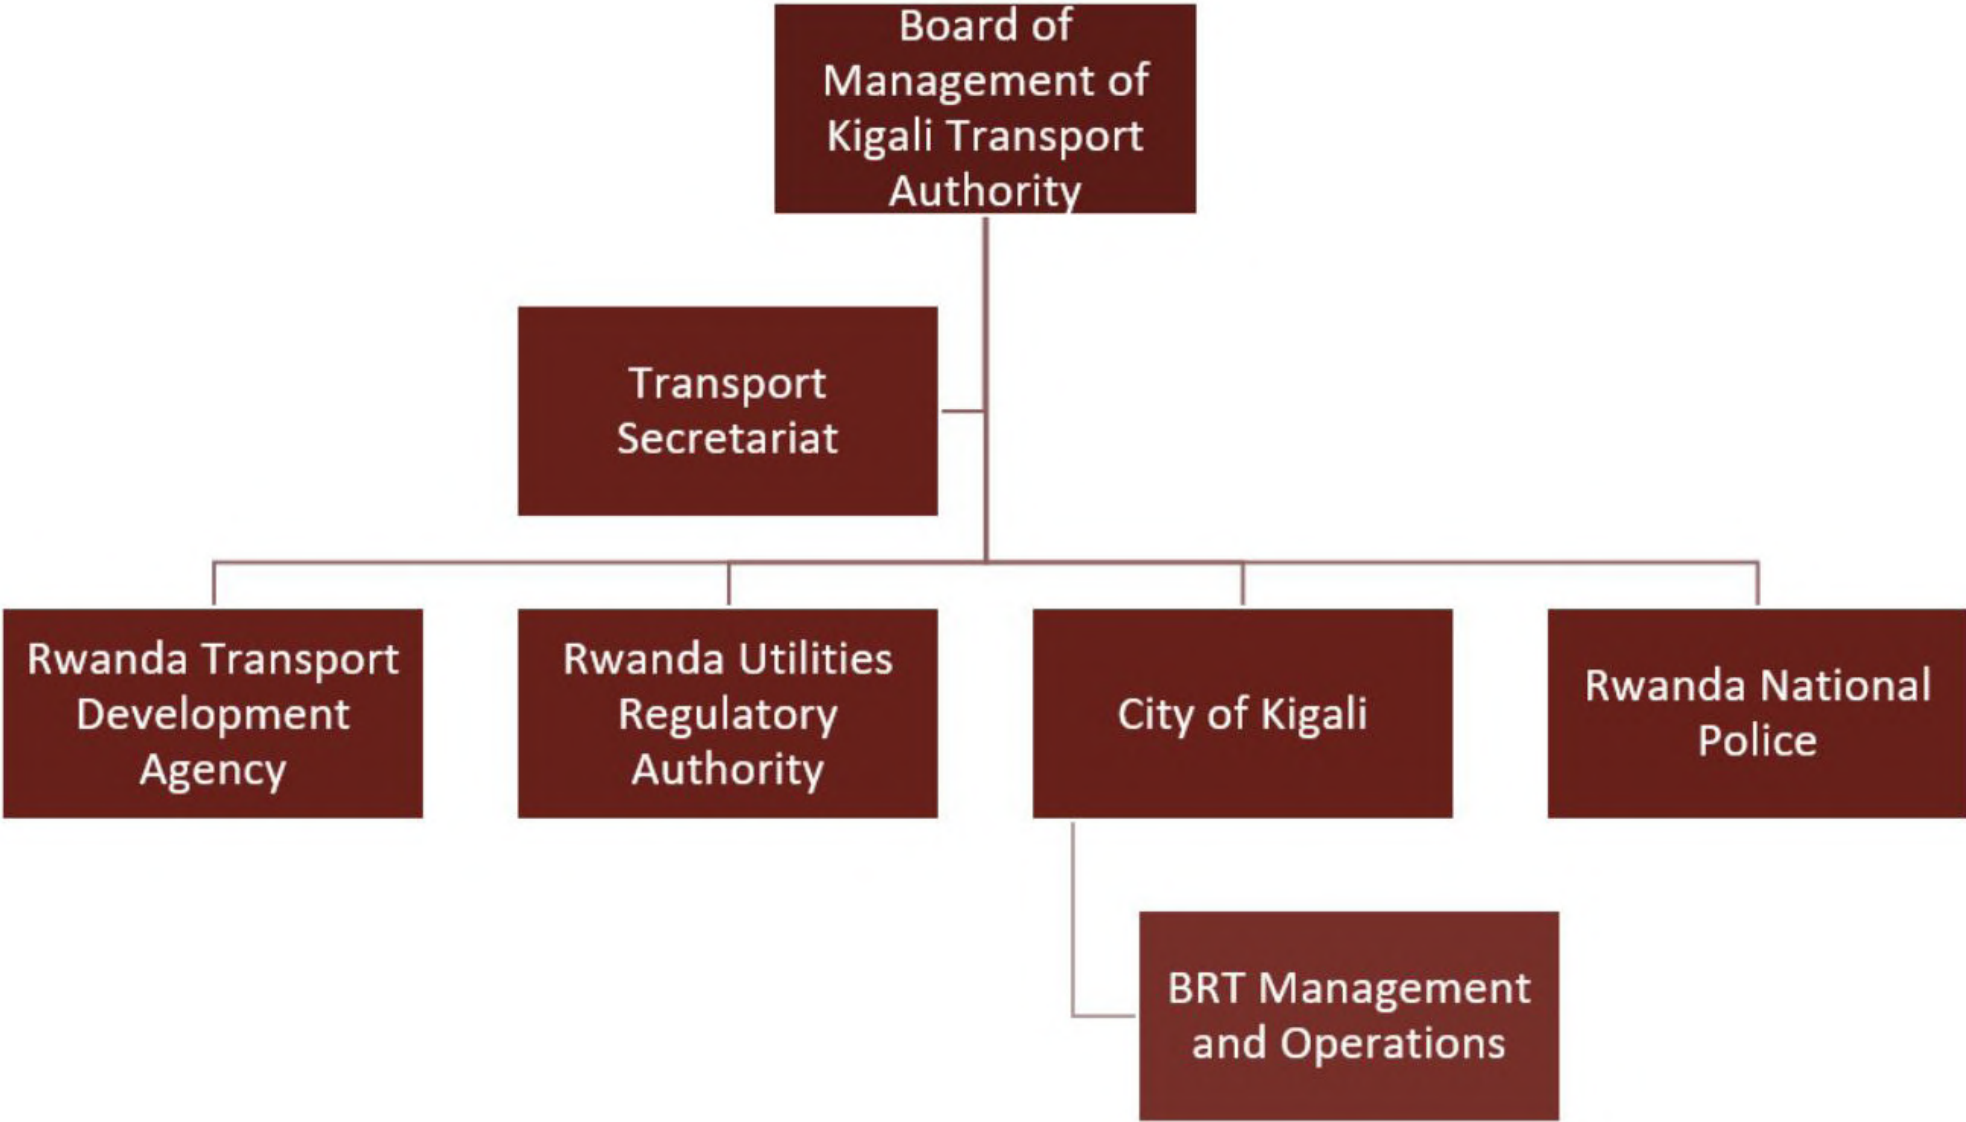 Board of
Management of
Kigali Transport
Authority
Transport
Secretariat
Rwanda Transport
Development
Agency
Rwanda Utilities
Regulatory
Authority
City of Kigali
Rwanda National
Police
BRT Management
and Operations